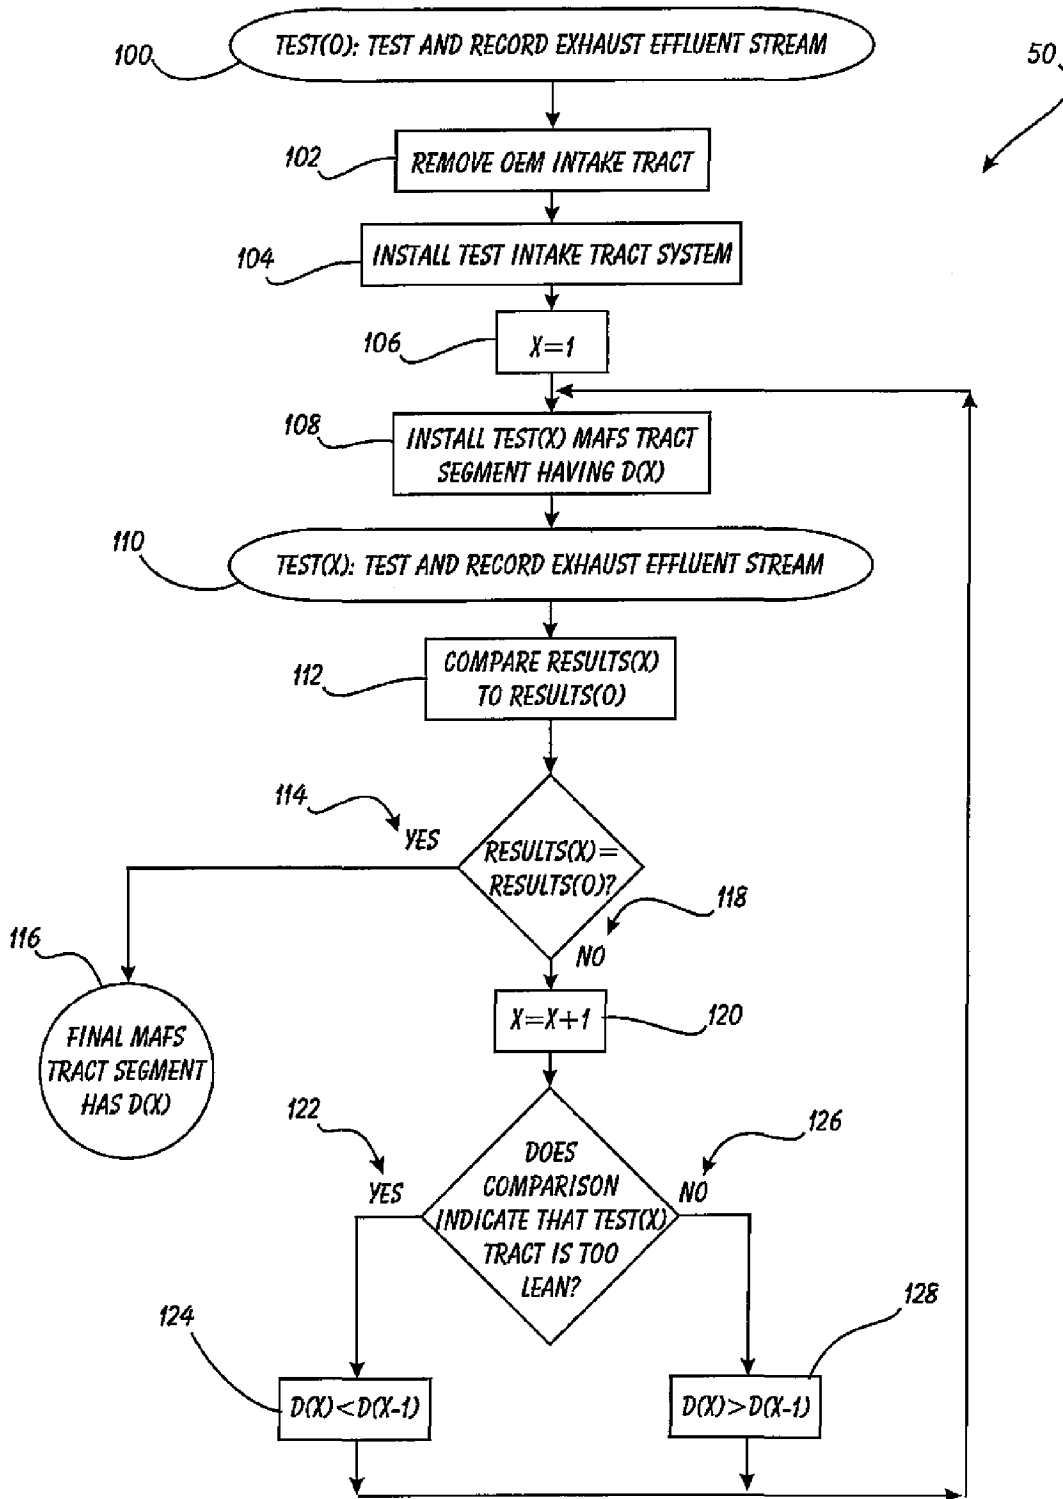 TEST(0): TEST AND RECORD EXHAUST EFFLUENT STREAM
100
50
REMOVE OEM INTAKE TRACT
102
INSTALL TEST INTAKE TRACT SYSTEM
104
106
X=1
108
INSTALL TEST(X) MAFS TRACT
SEGMENT HAVING D(X)
110
TEST(X): TEST AND RECORD EXHAUST EFFLUENT STREAM
112
COMPARE RESULTS(X)
TO RESULTS(0)
114
YES
RESULTS(X)=
RESULTS(0)?
118
NO
116
FINAL MAFS
TRACT SEGMENT
HAS D(X)
X=X+1
120
122
YES
126
NO
DOES
COMPARISON
INDICATE THAT TEST(X)
TRACT IS TOO
LEAN?
124
D(X)<D(X-1)
128
D(X)>D(X-1)